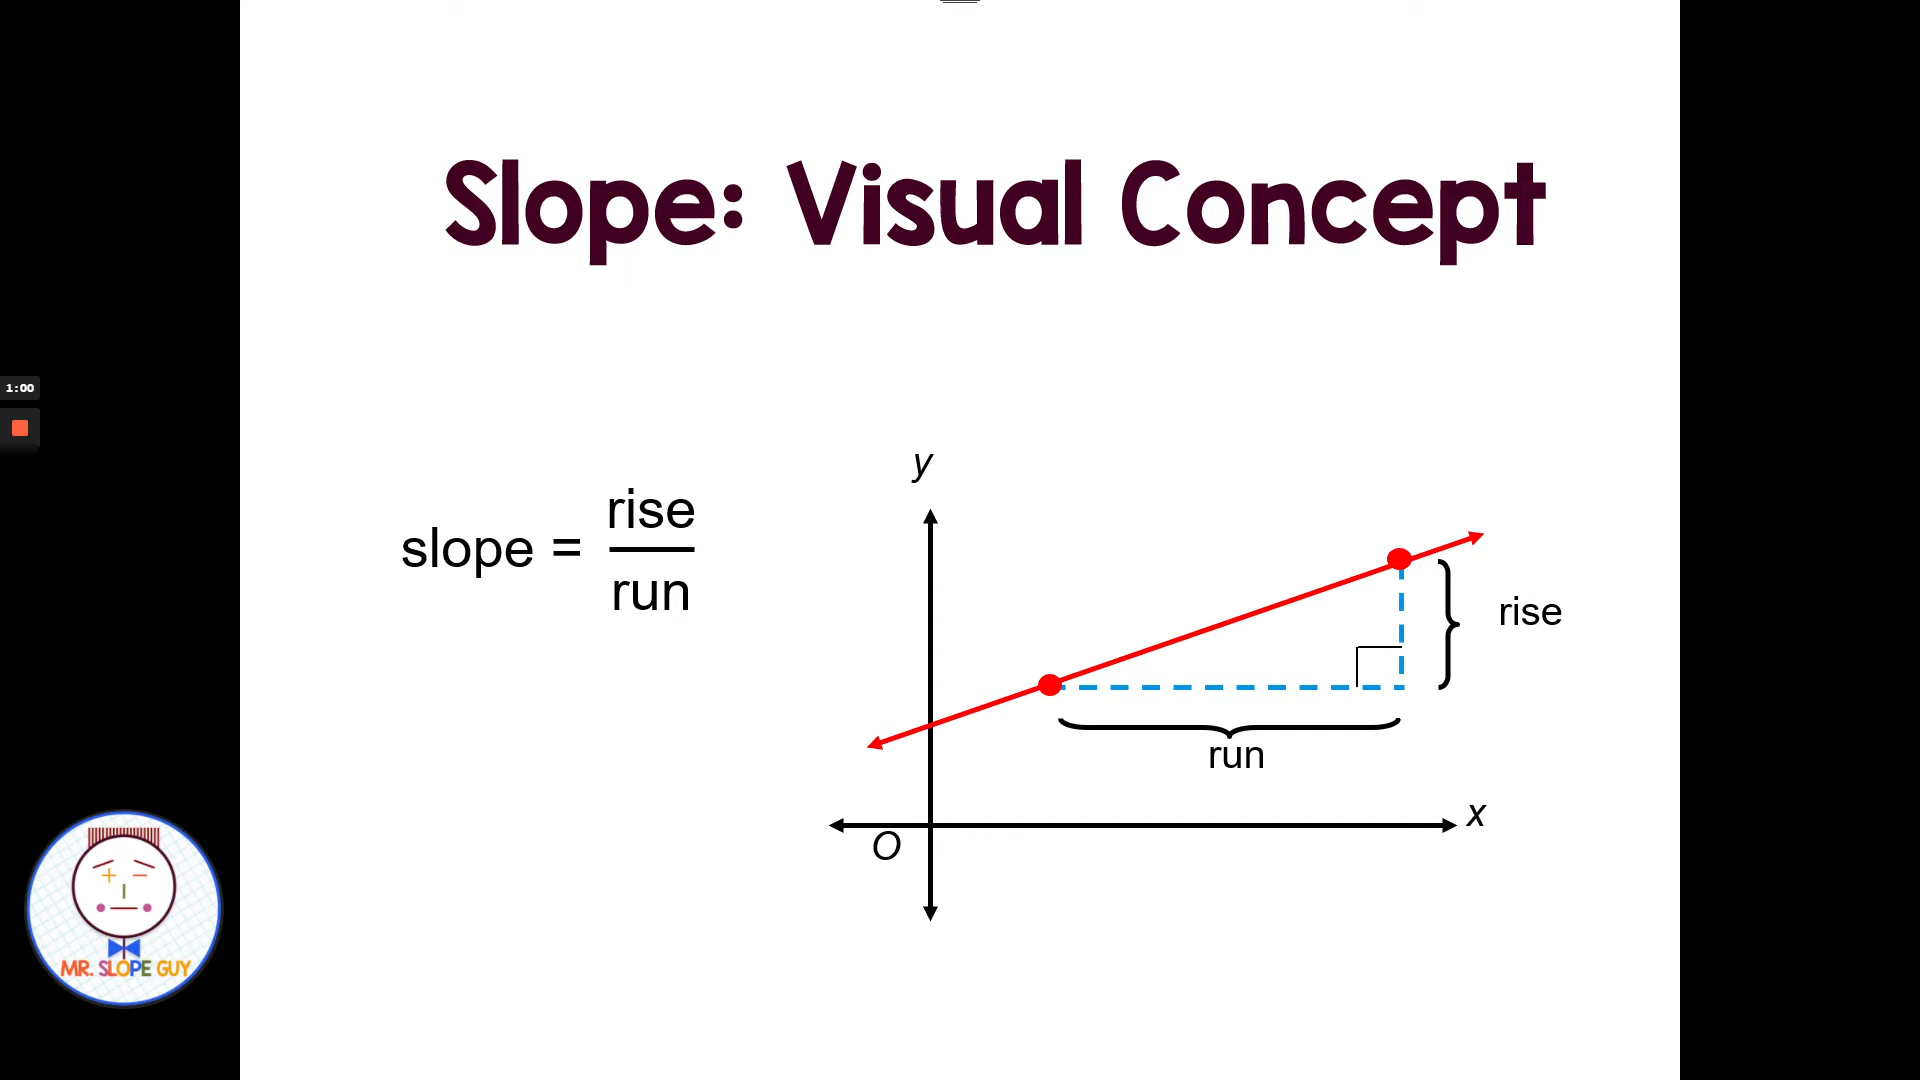 Slope: Visual Concept
1:00
y
slope = rise
run
rise
run
x
O
MR. SLOPE GUY